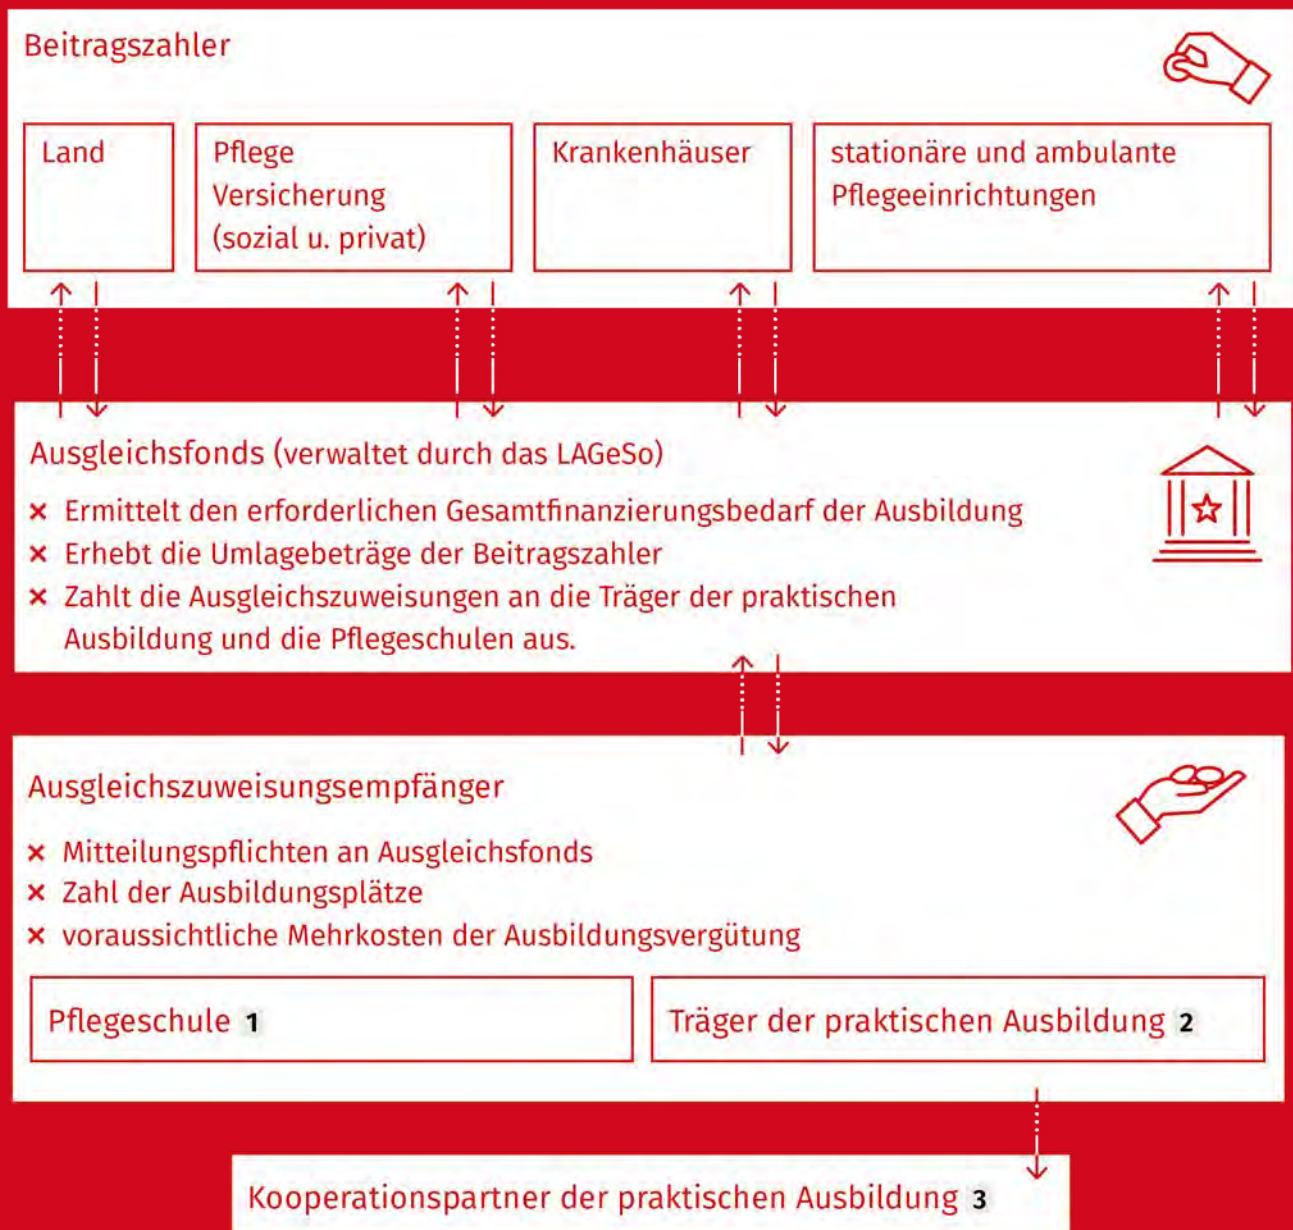 Beitragszahler
Land
Pflege
Versicherung
(sozial u. privat)
Krankenhäuser
stationäre und ambulante
Pflegeeinrichtungen
Ausgleichsfonds (verwaltet durch das LAGeSo)
× Ermittelt den erforderlichen Gesamtfinanzierungsbedarf der Ausbildung
× Erhebt die Umlagebeträge der Beitragszahler
× Zahlt die Ausgleichszuweisungen an die Träger der praktischen
Ausbildung und die Pflegeschulen aus.
Ausgleichszuweisungsempfänger
× Mitteilungspflichten an Ausgleichsfonds
× Zahl der Ausbildungsplätze
× voraussichtliche Mehrkosten der Ausbildungsvergütung
Pflegeschule 1
Träger der praktischen Ausbildung 2
Kooperationspartner der praktischen Ausbildung 3